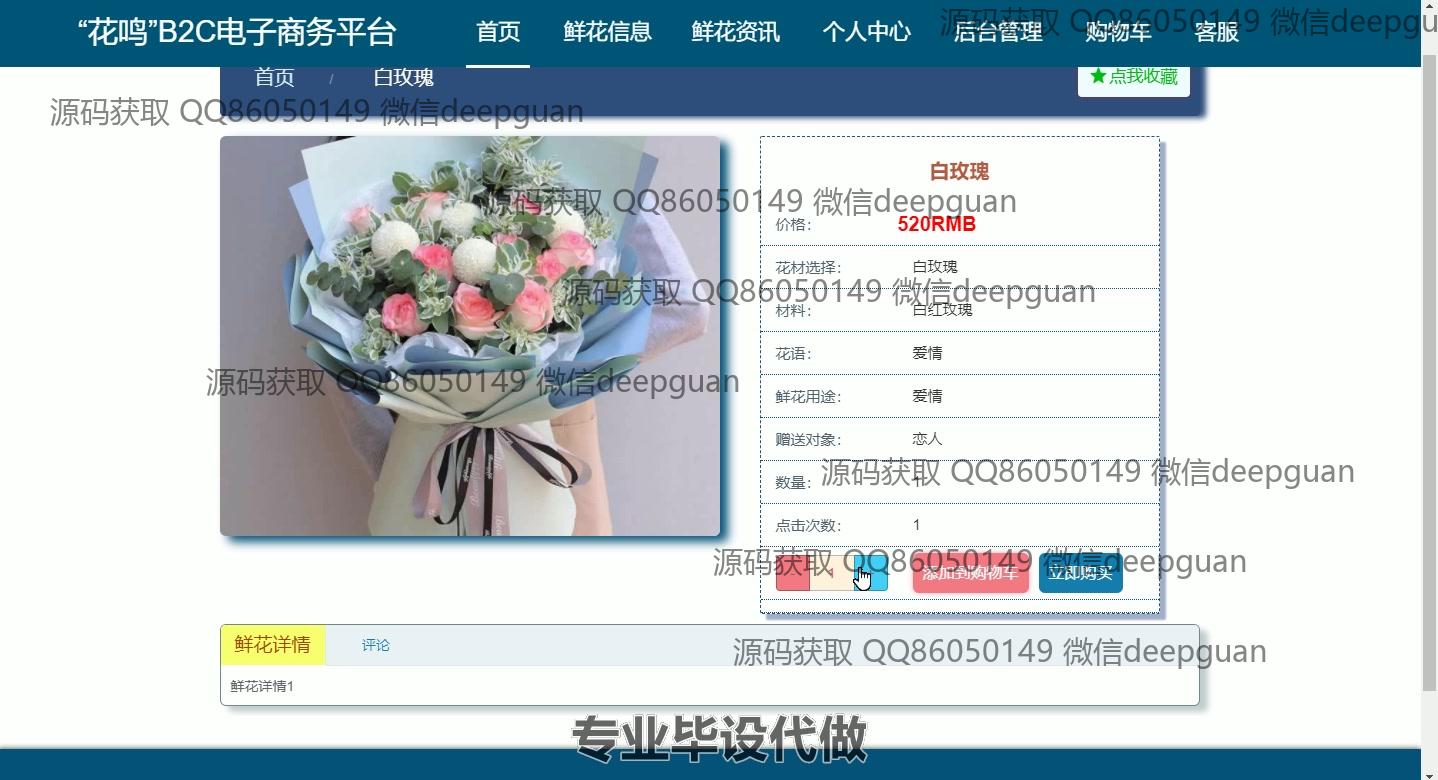 “花鸣”B2C电子商务平台 首页 鲜花信息 鲜花资讯 个人中心 后台管理 购物车 客服
源码获取 QQ86050149 微信deepgu
首页 / 白玫瑰 ★点我收藏
源码获取 QQ86050149 微信deepguan
白玫瑰
源码获取 QQ86050149 微信deepguan
价格: 520RMB
花材选择: 白玫瑰
源码获取 QQ86050149 微信deepguan
材料: 白红玫瑰
花语: 爱情
源码获取 QQ86050149 微信deepguan
鲜花用途: 爱情
赠送对象: 恋人
源码获取 QQ86050149 微信deepguan
数量:
点击次数: 1
源码获取 QQ86050149 微信deepguan
添加到购物车 立即购买
鲜花详情 评论
源码获取 QQ86050149 微信deepguan
鲜花详情1
专业毕设代做